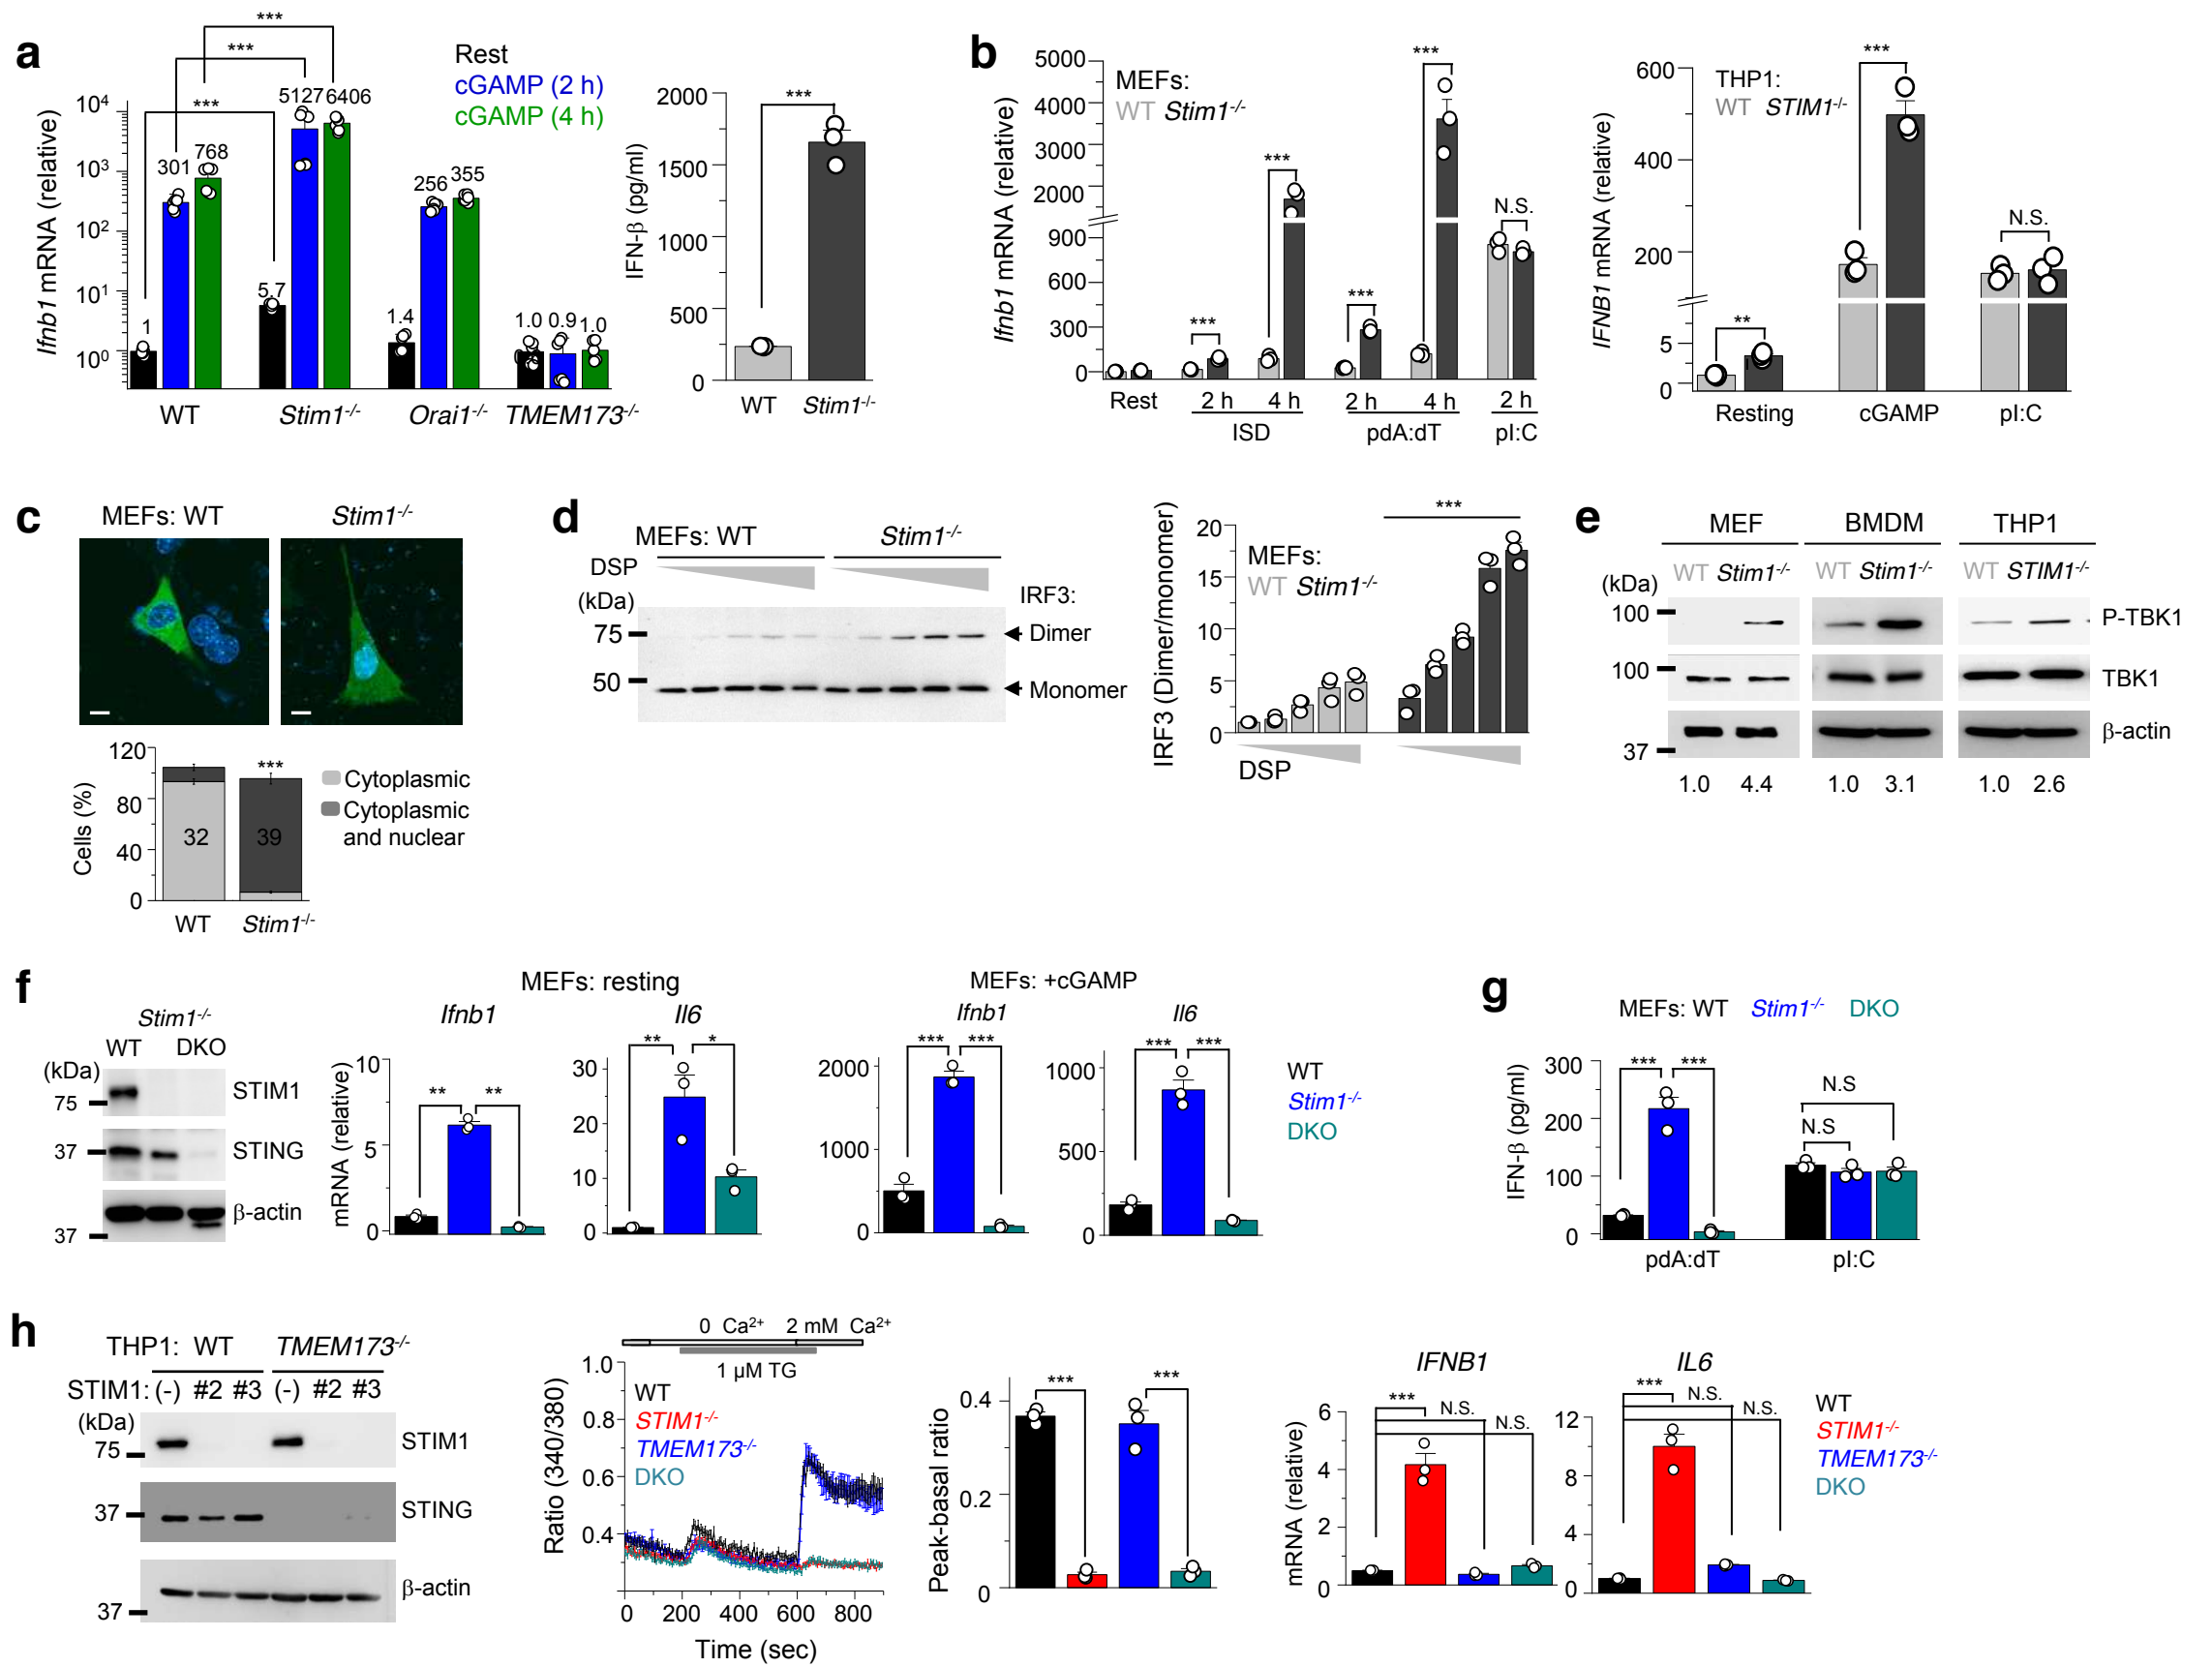 a
Rest
cGAMP (2 h)
cGAMP (4 h)
***
***
***
Ifnb1 mRNA (relative)
10⁴
10³
10²
10¹
10⁰
1
301
768
5.7
5127
6406
1.4
256
355
1.0
0.9
1.0
WT
Stim1-/-
Orai1-/-
TMEM173-/-
IFN-β (pg/ml)
2000
1500
1000
500
0
***
WT
Stim1-/-
b
Ifnb1 mRNA (relative)
5000
4000
3000
2000
900
600
300
0
MEFs:
WT Stim1-/-
***
***
***
***
N.S.
Rest
2 h
4 h
2 h
4 h
2 h
ISD
pdA:dT
pI:C
IFNB1 mRNA (relative)
600
400
200
5
0
THP1:
WT STIM1-/-
**
***
N.S.
Resting
cGAMP
pI:C
c
MEFs: WT
Stim1-/-
Cells (%)
120
80
40
0
***
32
39
WT
Stim1-/-
Cytoplasmic
Cytoplasmic
and nuclear
d
MEFs: WT
Stim1-/-
DSP
(kDa)
75
50
IRF3:
Dimer
Monomer
IRF3 (Dimer/monomer)
20
15
10
5
0
MEFs:
WT Stim1-/-
***
DSP
e
MEF
BMDM
THP1
(kDa)
WT Stim1-/-
WT Stim1-/-
WT STIM1-/-
100
P-TBK1
100
TBK1
37
β-actin
1.0
4.4
1.0
3.1
1.0
2.6
f
Stim1-/-
WT
DKO
(kDa)
75
STIM1
37
STING
37
β-actin
MEFs: resting
Ifnb1
mRNA (relative)
10
5
0
**
**
Il6
30
20
10
0
**
*
MEFs: +cGAMP
Ifnb1
2000
1000
0
***
***
Il6
1000
500
0
***
***
WT
Stim1-/-
DKO
g
MEFs: WT
Stim1-/-
DKO
IFN-β (pg/ml)
300
200
100
0
***
***
N.S
N.S
pdA:dT
pI:C
h
THP1:
WT
TMEM173-/-
STIM1:
(-)
#2
#3
(-)
#2
#3
(kDa)
75
STIM1
37
STING
37
β-actin
0 Ca²⁺
2 mM Ca²⁺
1 µM TG
Ratio (340/380)
1.0
0.8
0.6
0.4
WT
STIM1-/-
TMEM173-/-
DKO
0
200
400
600
800
Time (sec)
Peak-basal ratio
0.4
0.2
0
***
***
IFNB1
mRNA (relative)
6
4
2
0
***
N.S.
N.S.
IL6
12
8
4
0
***
N.S.
N.S.
WT
STIM1-/-
TMEM173-/-
DKO